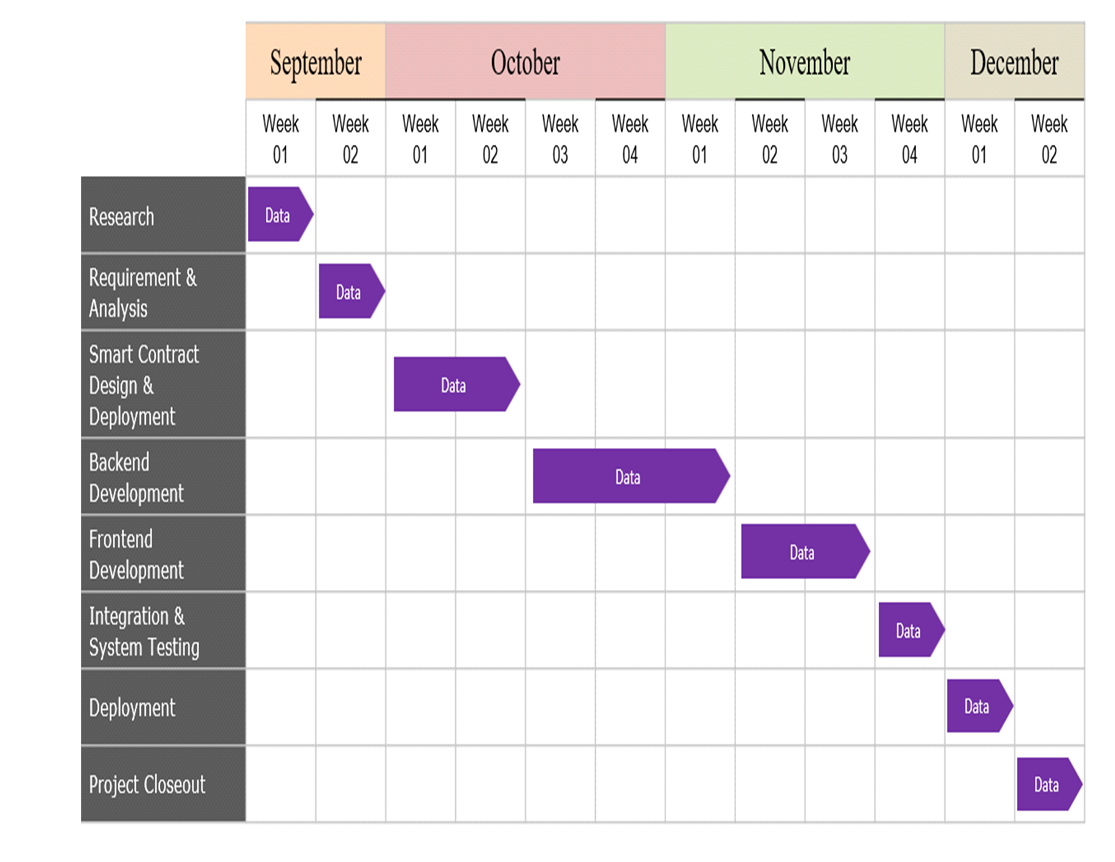 September October November December
Week Week Week Week Week Week Week Week Week Week Week Week
01 02 01 02 03 04 01 02 03 04 01 02
Research
Data
Requirement &
Analysis
Data
Smart Contract
Design &
Deployment
Data
Backend
Development
Data
Frontend
Development
Data
Integration &
System Testing
Data
Deployment
Data
Project Closeout
Data